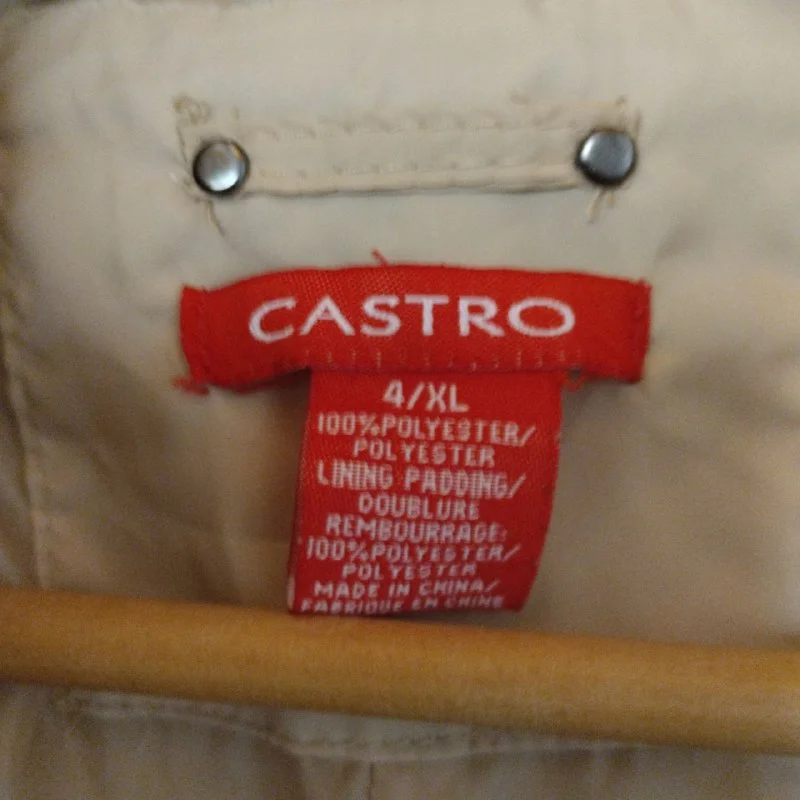 CASTRO
4/XL
100%POLYESTER/
POLYESTER
LINING PADDING/
DOUBLURE
REMBOURRAGE:
100%POLYESTER/
POLYESTER
MADE IN CHINA/
FABRIQUE EN CHINE